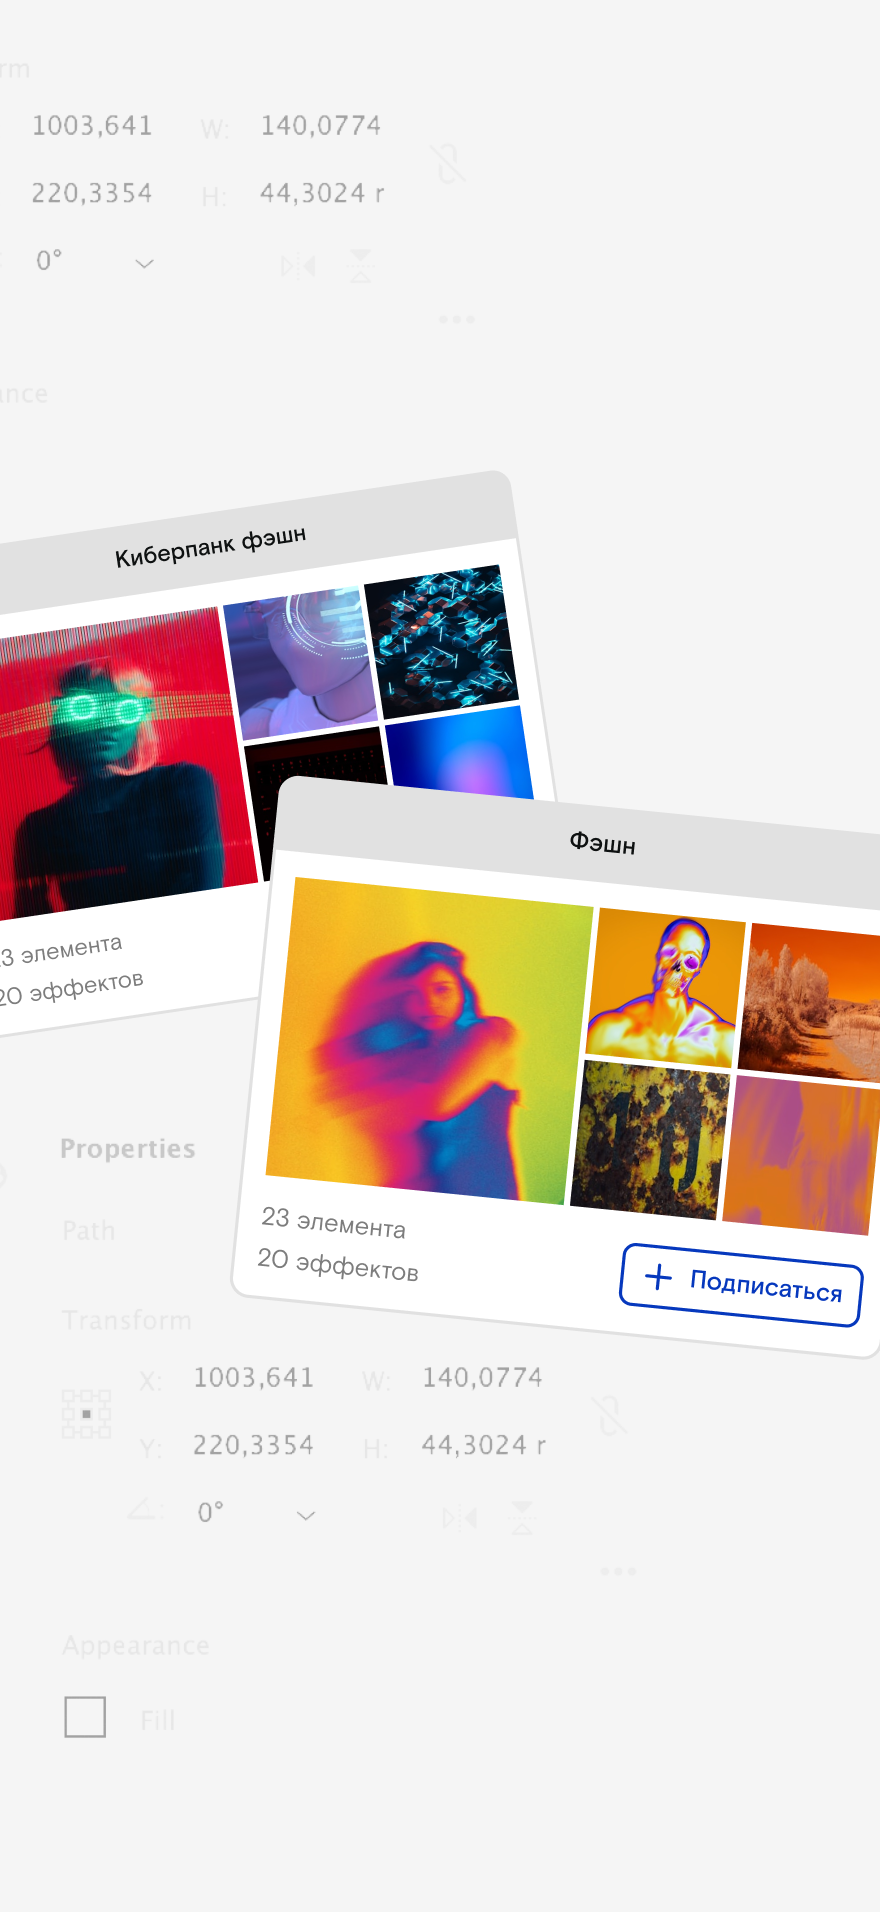 rm
1003,641 W: 140,0774
220,3354 H: 44,3024 r
0°
ance
Киберпанк фэшн
3 элемента
20 эффектов
Фэшн
23 элемента
20 эффектов
Подписаться
Properties
Path
Transform
X: 1003,641 W: 140,0774
Y: 220,3354 H: 44,3024 r
0°
Appearance
Fill